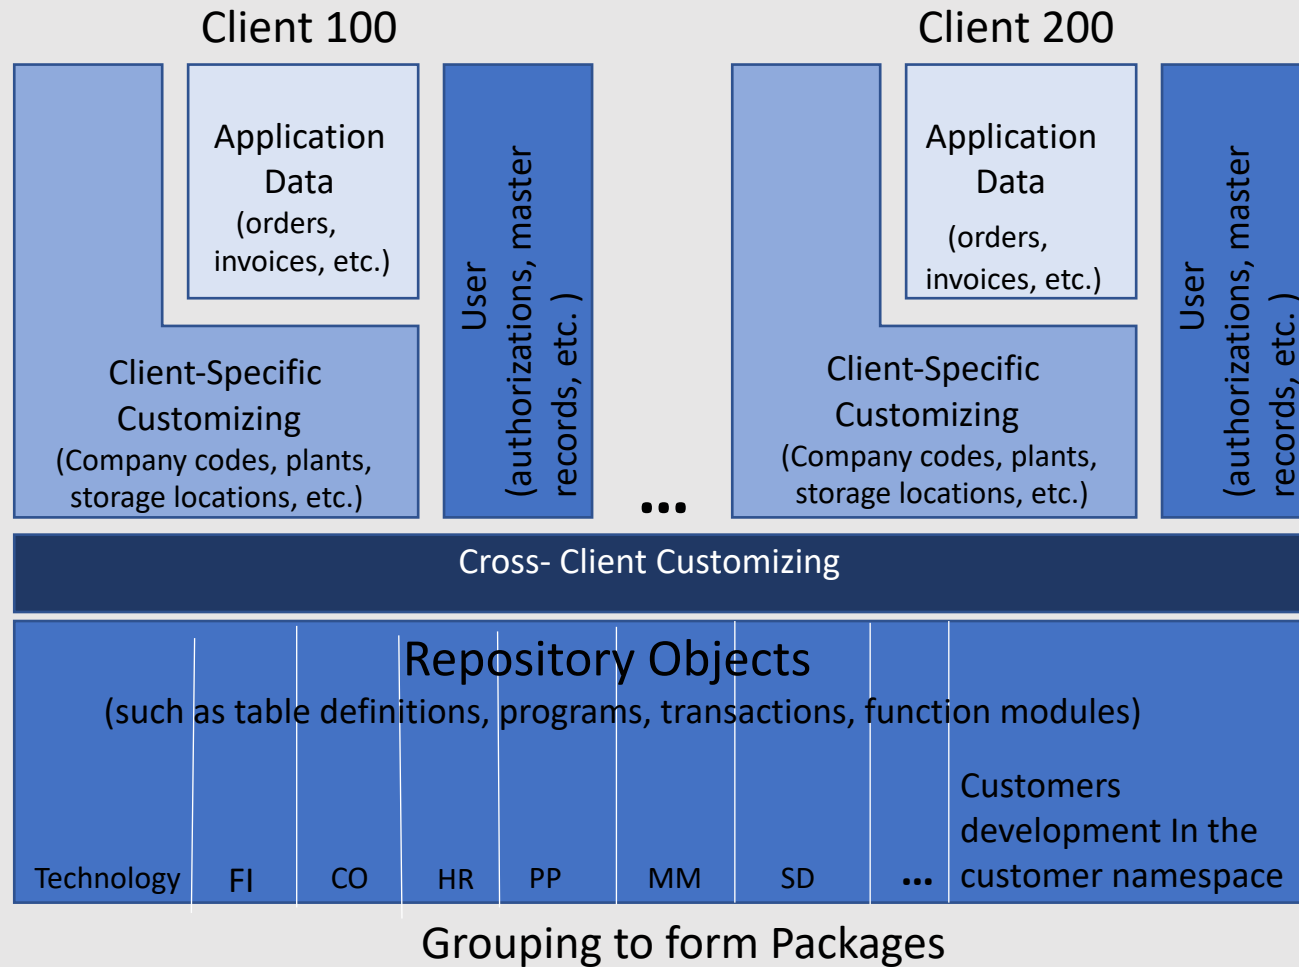 Client 100
Application
Data
(orders,
invoices, etc.)
User
(authorizations, master
records, etc. )
Client-Specific
Customizing
(Company codes, plants,
storage locations, etc.)
...
Client 200
Application
Data
(orders,
invoices, etc.)
User
(authorizations, master
records, etc. )
Client-Specific
Customizing
(Company codes, plants,
storage locations, etc.)
Cross- Client Customizing
Repository Objects
(such as table definitions, programs, transactions, function modules)
Technology
FI
CO
HR
PP
MM
SD
...
Customers
development In the
customer namespace
Grouping to form Packages